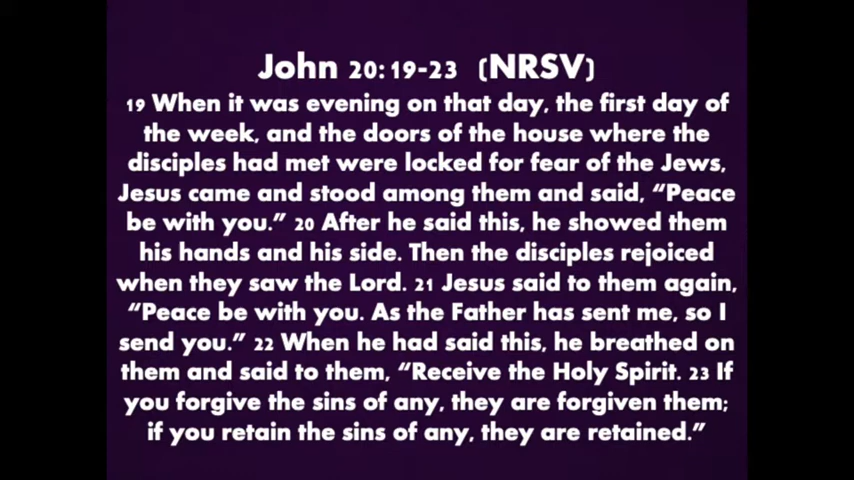 John 20:19-23 (NRSV)
19 When it was evening on that day, the first day of
the week, and the doors of the house where the
disciples had met were locked for fear of the Jews,
Jesus came and stood among them and said, “Peace
be with you.” 20 After he said this, he showed them
his hands and his side. Then the disciples rejoiced
when they saw the Lord. 21 Jesus said to them again,
“Peace be with you. As the Father has sent me, so I
send you.” 22 When he had said this, he breathed on
them and said to them, “Receive the Holy Spirit. 23 If
you forgive the sins of any, they are forgiven them;
if you retain the sins of any, they are retained.”